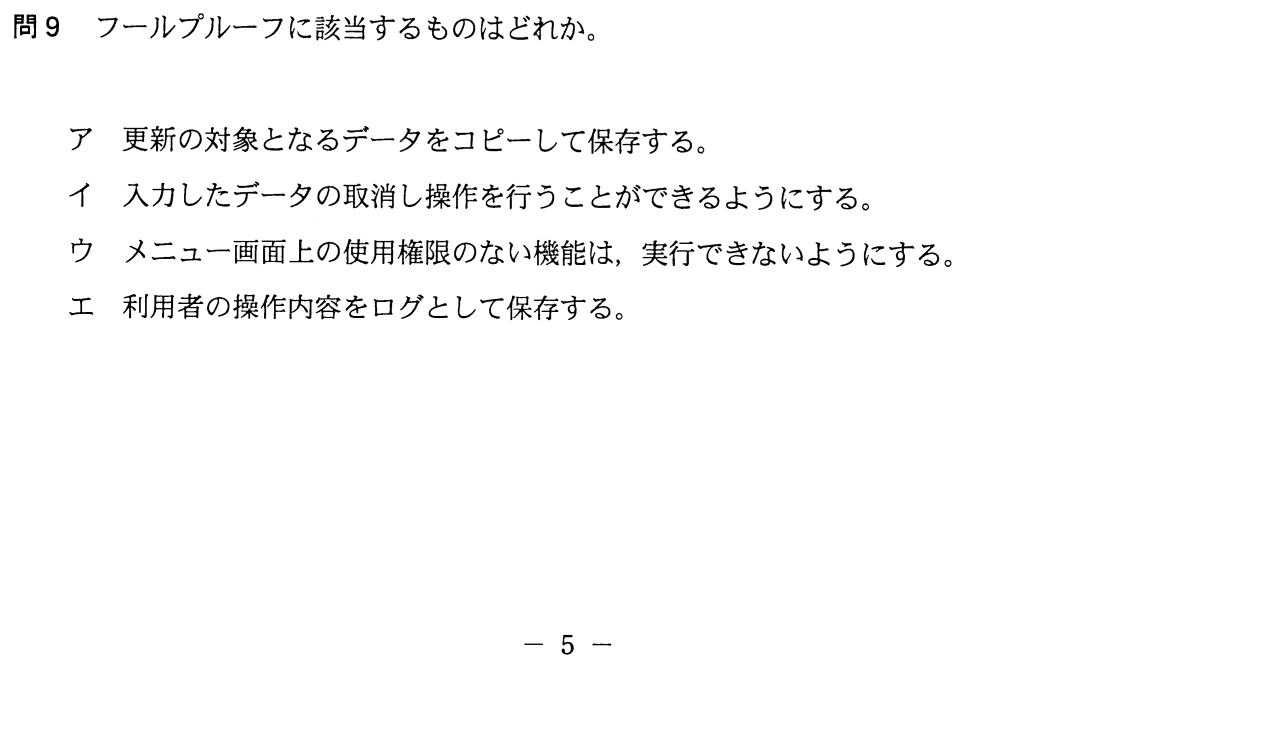 問9 フールプルーフに該当するものはどれか。
ア 更新の対象となるデータをコピーして保存する。
イ 入力したデータの取消し操作を行うことができるようにする。
ウ メニュー画面上の使用権限のない機能は，実行できないようにする。
エ 利用者の操作内容をログとして保存する。
－ 5 －